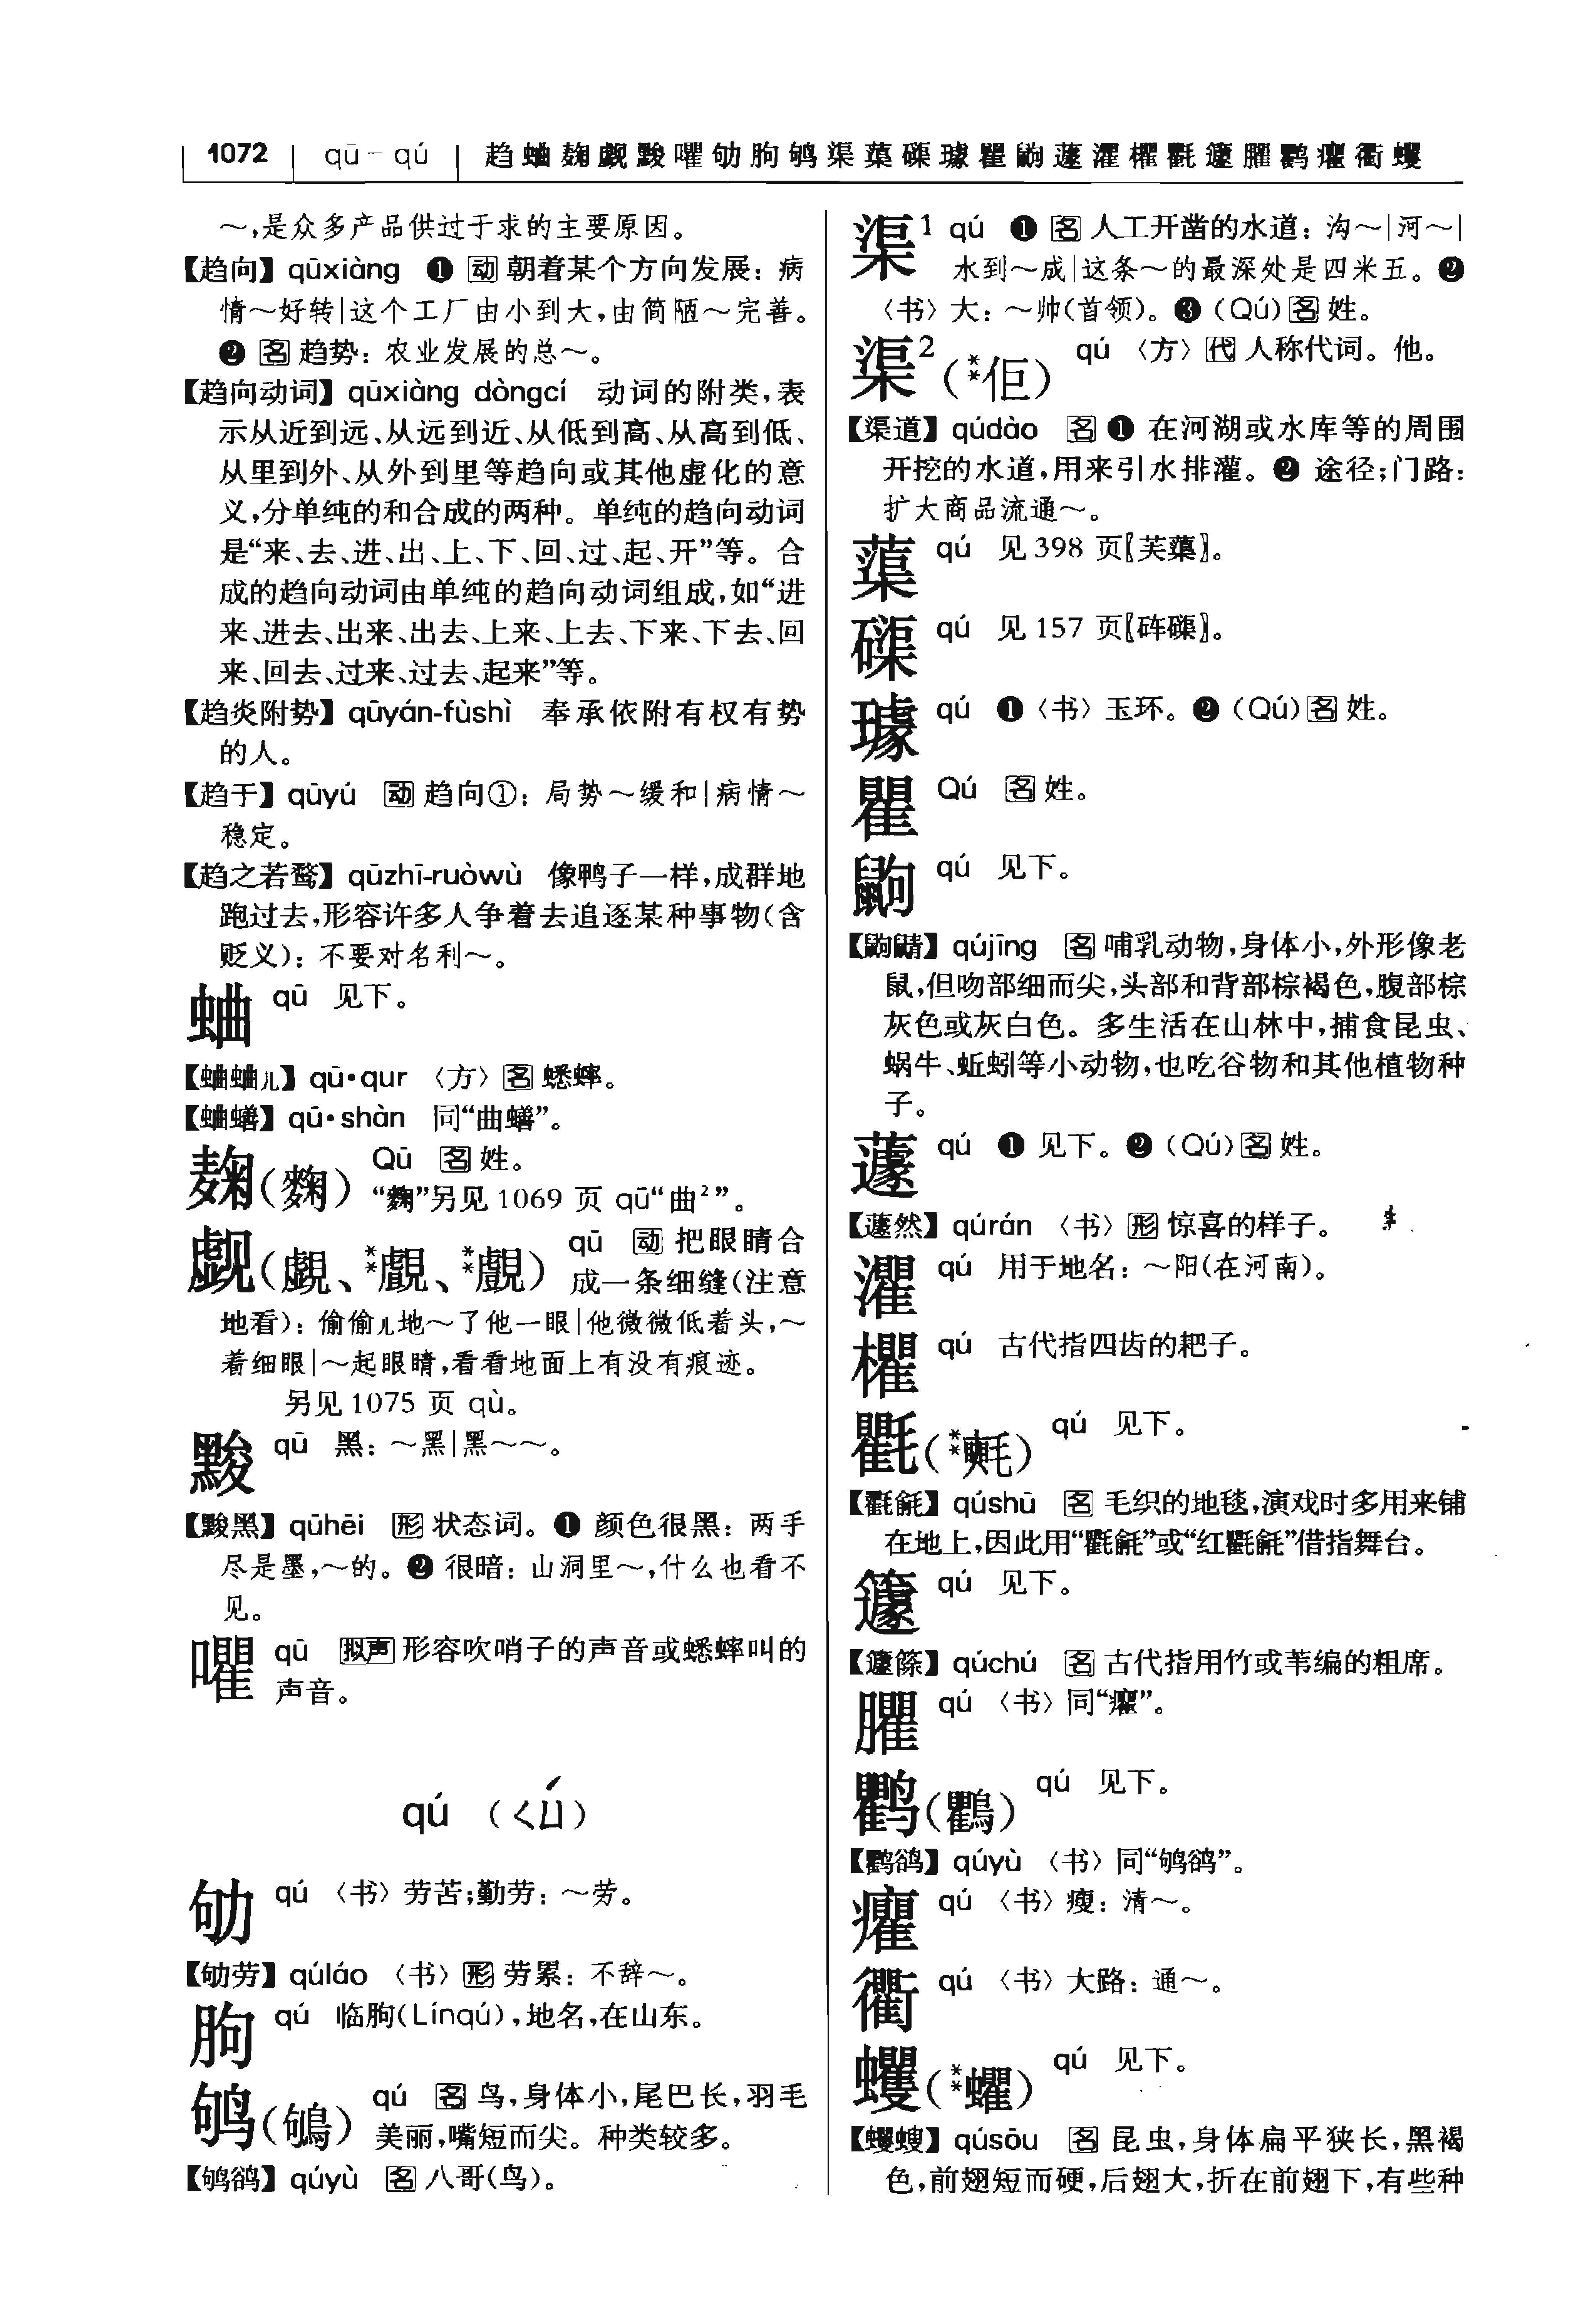 1072 qū－qú 趋蛐麹觑黢㘗劬朐鸲渠蕖磲璩瞿鼩蘧灈欋氍籘臞鸜癯衢蠼
～，是众多产品供过于求的主要原因。
【趋向】qūxiàng ❶ 动 朝着某个方向发展：病
情～好转｜这个工厂由小到大，由简陋～完善。
❷ 名 趋势：农业发展的总～。
【趋向动词】qūxiàng dòngcí 动词的附类，表
示从近到远、从远到近、从低到高、从高到低、
从里到外、从外到里等趋向或其他虚化的意
义，分单纯的和合成的两种。单纯的趋向动词
是“来、去、进、出、上、下、回、过、起、开”等。合
成的趋向动词由单纯的趋向动词组成，如“进
来、进去、出来、出去、上来、上去、下来、下去、回
来、回去、过来、过去、起来”等。
【趋炎附势】qūyán-fùshì 奉承依附有权有势
的人。
【趋于】qūyú 动 趋向①：局势～缓和｜病情～
稳定。
【趋之若鹜】qūzhī-ruòwù 像鸭子一样，成群地
跑过去，形容许多人争着去追逐某种事物（含
贬义）：不要对名利～。
蛐 qū 见下。
【蛐蛐儿】qū·qur 〈方〉名 蟋蟀。
【蛐蟮】qū·shàn 同“曲蟮”。
麹（麴） Qū 名 姓。
“麴”另见 1069 页 qū“曲²”。
觑（覷、**覰、**覻） qū 动 把眼睛合
成一条细缝（注意
地看）：偷偷儿地～了他一眼｜他微微低着头，～
着细眼｜～起眼睛，看看地面上有没有痕迹。
另见 1075 页 qù。
黢 qū 黑：～黑｜黑～～。
【黢黑】qūhēi 形 状态词。❶ 颜色很黑：两手
尽是墨，～的。❷ 很暗：山洞里～，什么也看不
见。
㘗 qū 拟声 形容吹哨子的声音或蟋蟀叫的
声音。
qú （ㄑㄩˊ）
劬 qú 〈书〉劳苦；勤劳：～劳。
【劬劳】qúláo 〈书〉形 劳累：不辞～。
朐 qú 临朐（Línqú），地名，在山东。
鸲（鴝） qú 名 鸟，身体小，尾巴长，羽毛
美丽，嘴短而尖。种类较多。
【鸲鹆】qúyù 名 八哥（鸟）。
渠¹ qú ❶ 名 人工开凿的水道：沟～｜河～｜
水到～成｜这条～的最深处是四米五。❷
〈书〉大：～帅（首领）。❸（Qú）名 姓。
渠²（**佢） qú 〈方〉代 人称代词。他。
【渠道】qúdào 名 ❶ 在河湖或水库等的周围
开挖的水道，用来引水排灌。❷ 途径；门路：
扩大商品流通～。
蕖 qú 见 398 页〖芙蕖〗。
磲 qú 见 157 页〖砗磲〗。
璩 qú ❶〈书〉玉环。❷（Qú）名 姓。
瞿 Qú 名 姓。
鼩 qú 见下。
【鼩鼱】qújīng 名 哺乳动物，身体小，外形像老
鼠，但吻部细而尖，头部和背部棕褐色，腹部棕
灰色或灰白色。多生活在山林中，捕食昆虫、
蜗牛、蚯蚓等小动物，也吃谷物和其他植物种
子。
蘧 qú ❶ 见下。❷（Qú）名 姓。
【蘧然】qúrán 〈书〉形 惊喜的样子。
灈 qú 用于地名：～阳（在河南）。
欋 qú 古代指四齿的耙子。
氍（**㲘） qú 见下。
【氍毹】qúshū 名 毛织的地毯，演戏时多用来铺
在地上，因此用“氍毹”或“红氍毹”借指舞台。
籧 qú 见下。
【籧篨】qúchú 名 古代指用竹或苇编的粗席。
臞 qú 〈书〉同“癯”。
鸜（鸜） qú 见下。
【鸜鹆】qúyù 〈书〉同“鸲鹆”。
癯 qú 〈书〉瘦：清～。
衢 qú 〈书〉大路：通～。
蠼（**蠷） qú 见下。
【蠼螋】qúsōu 名 昆虫，身体扁平狭长，黑褐
色，前翅短而硬，后翅大，折在前翅下，有些种